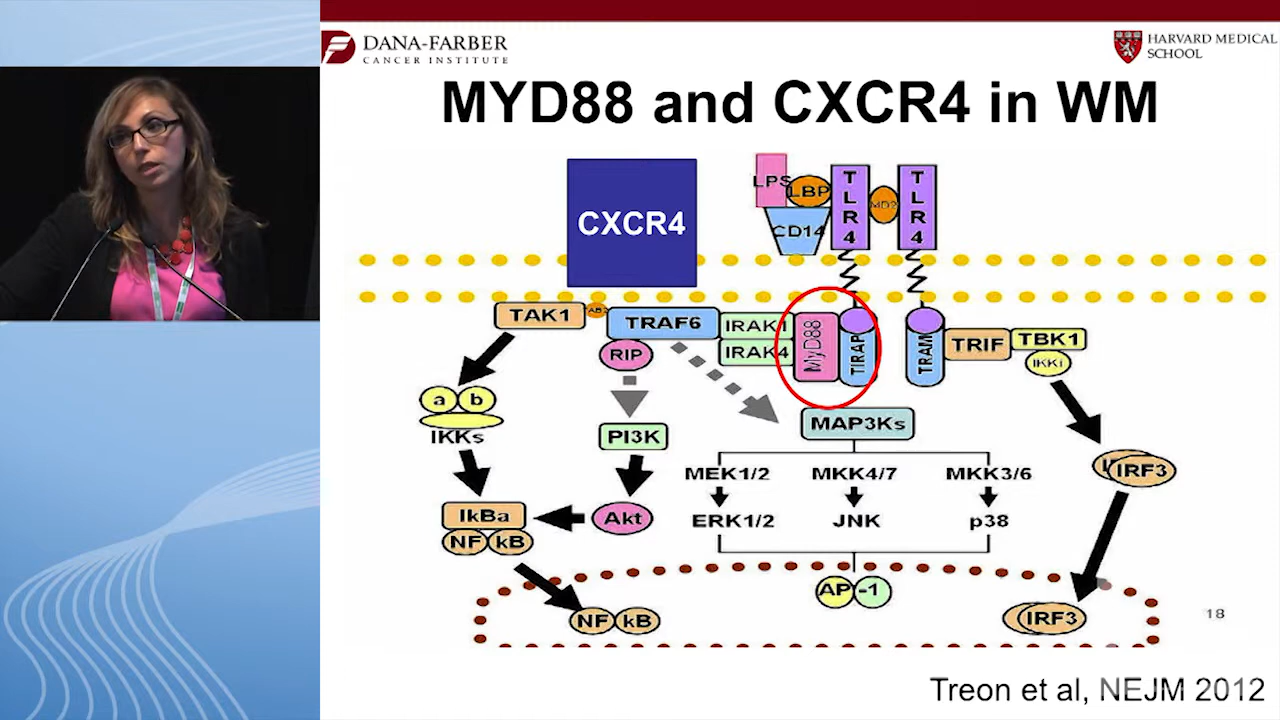 DANA-FARBER
CANCER INSTITUTE
HARVARD MEDICAL
SCHOOL
MYD88 and CXCR4 in WM
CXCR4
LPS
LBP
CD14
TLR4
MD2
TLR4
TAK1
TRAF6
IRAK1
IRAK4
MyD88
TIRAP
TRAM
TRIF
TBK1
IKKi
RIP
a b
IKKs
PI3K
MAP3Ks
MEK1/2
MKK4/7
MKK3/6
IRF3
IkBa
NF kB
Akt
ERK1/2
JNK
p38
AP-1
NF kB
IRF3
18
Treon et al, NEJM 2012